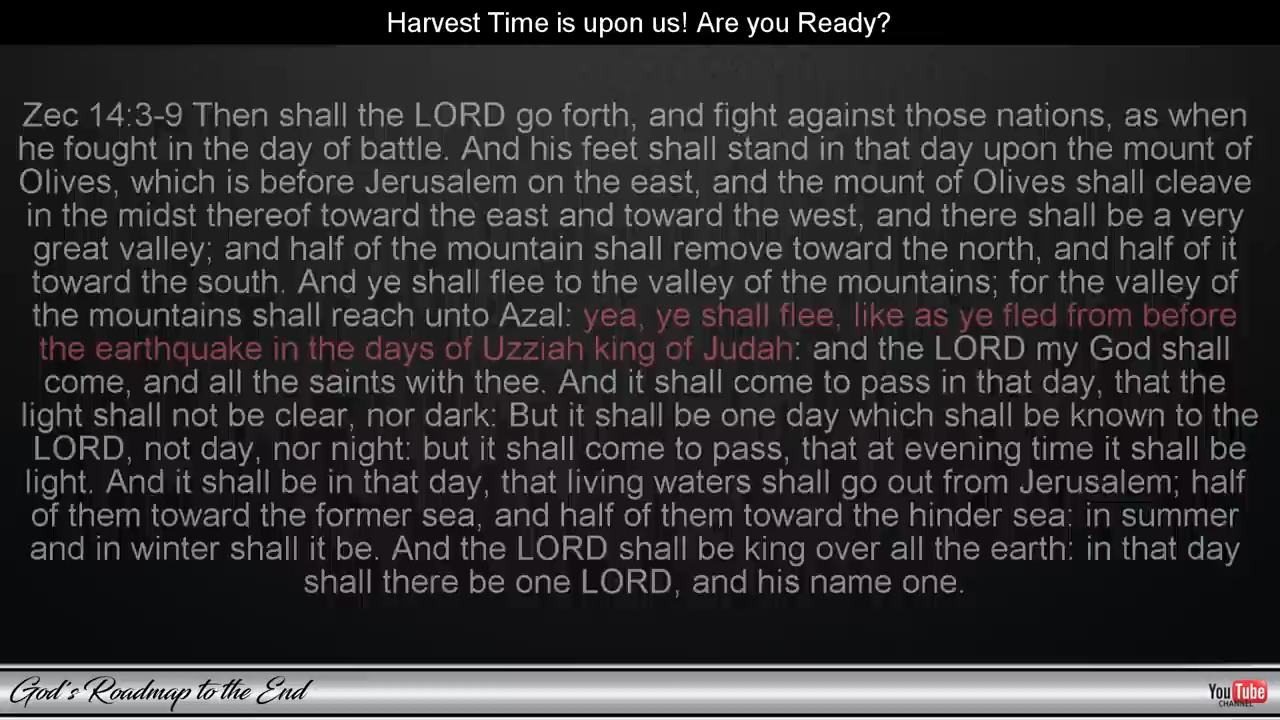 Harvest Time is upon us! Are you Ready?
Zec 14:3-9 Then shall the LORD go forth, and fight against those nations, as when
he fought in the day of battle. And his feet shall stand in that day upon the mount of
Olives, which is before Jerusalem on the east, and the mount of Olives shall cleave
in the midst thereof toward the east and toward the west, and there shall be a very
great valley; and half of the mountain shall remove toward the north, and half of it
toward the south. And ye shall flee to the valley of the mountains; for the valley of
the mountains shall reach unto Azal: yea, ye shall flee, like as ye fled from before
the earthquake in the days of Uzziah king of Judah: and the LORD my God shall
come, and all the saints with thee. And it shall come to pass in that day, that the
light shall not be clear, nor dark: But it shall be one day which shall be known to the
LORD, not day, nor night: but it shall come to pass, that at evening time it shall be
light. And it shall be in that day, that living waters shall go out from Jerusalem; half
of them toward the former sea, and half of them toward the hinder sea: in summer
and in winter shall it be. And the LORD shall be king over all the earth: in that day
shall there be one LORD, and his name one.
God's Roadmap to the End
YouTube
CHANNEL